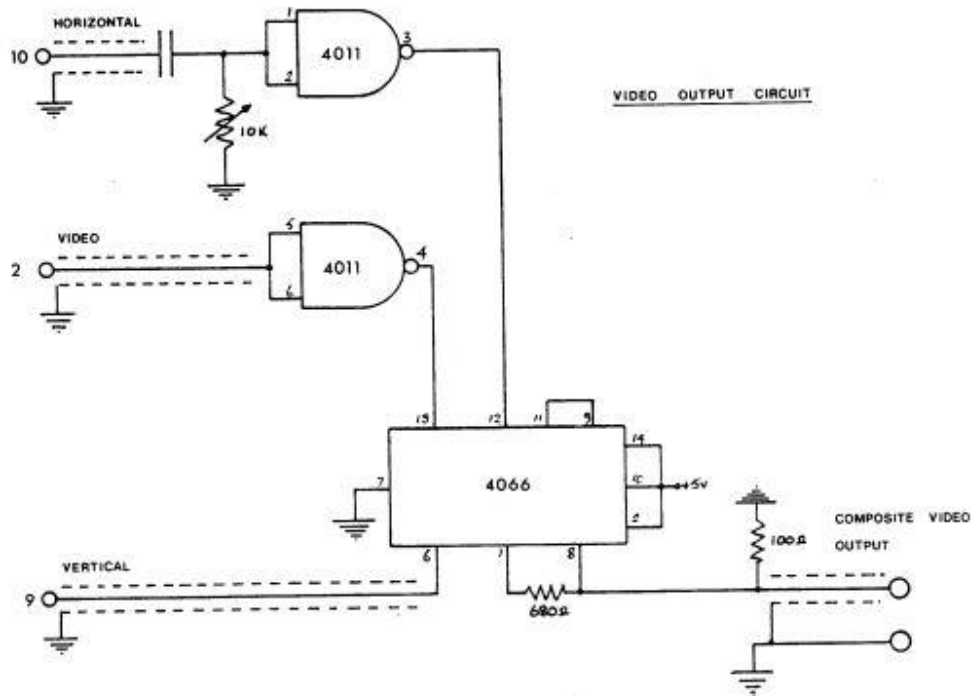 HORIZONTAL
10
1
2
4011
3
10K
VIDEO OUTPUT CIRCUIT
VIDEO
2
5
6
4011
4
13
12
11
9
14
7
4066
+5V
2
6
1
8
VERTICAL
9
680Ω
100Ω
COMPOSITE VIDEO
OUTPUT